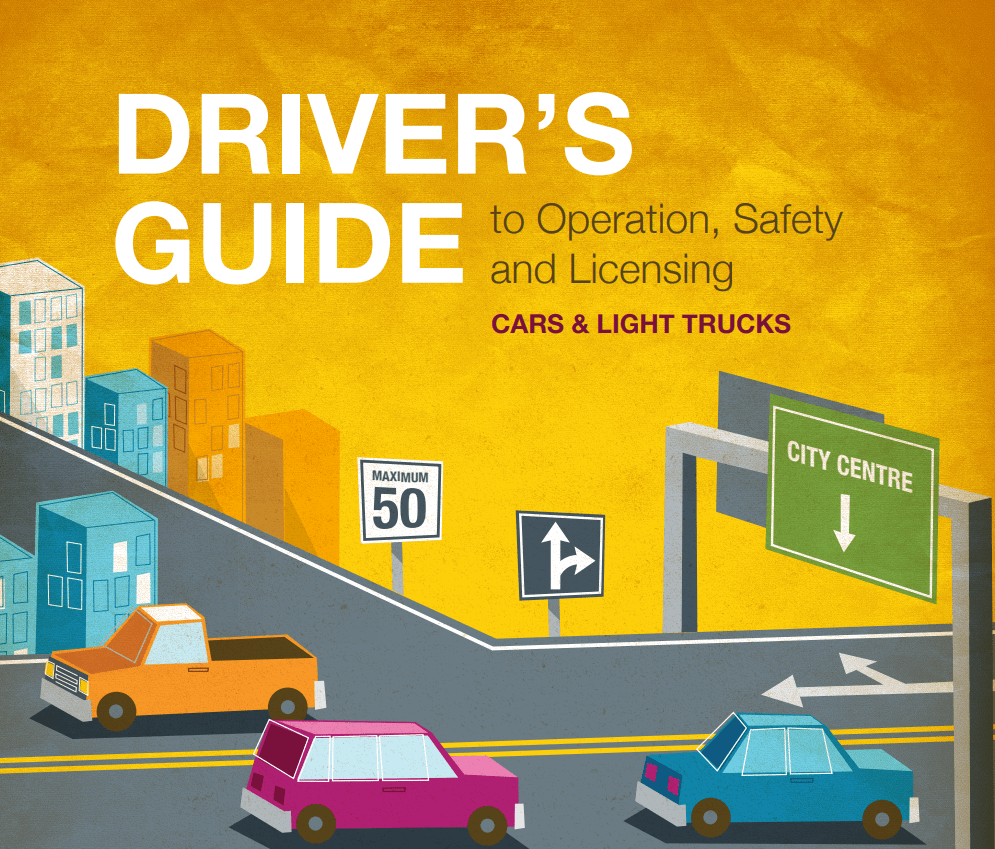 DRIVER’S
GUIDE
to Operation, Safety
and Licensing
CARS & LIGHT TRUCKS
MAXIMUM
50
CITY CENTRE